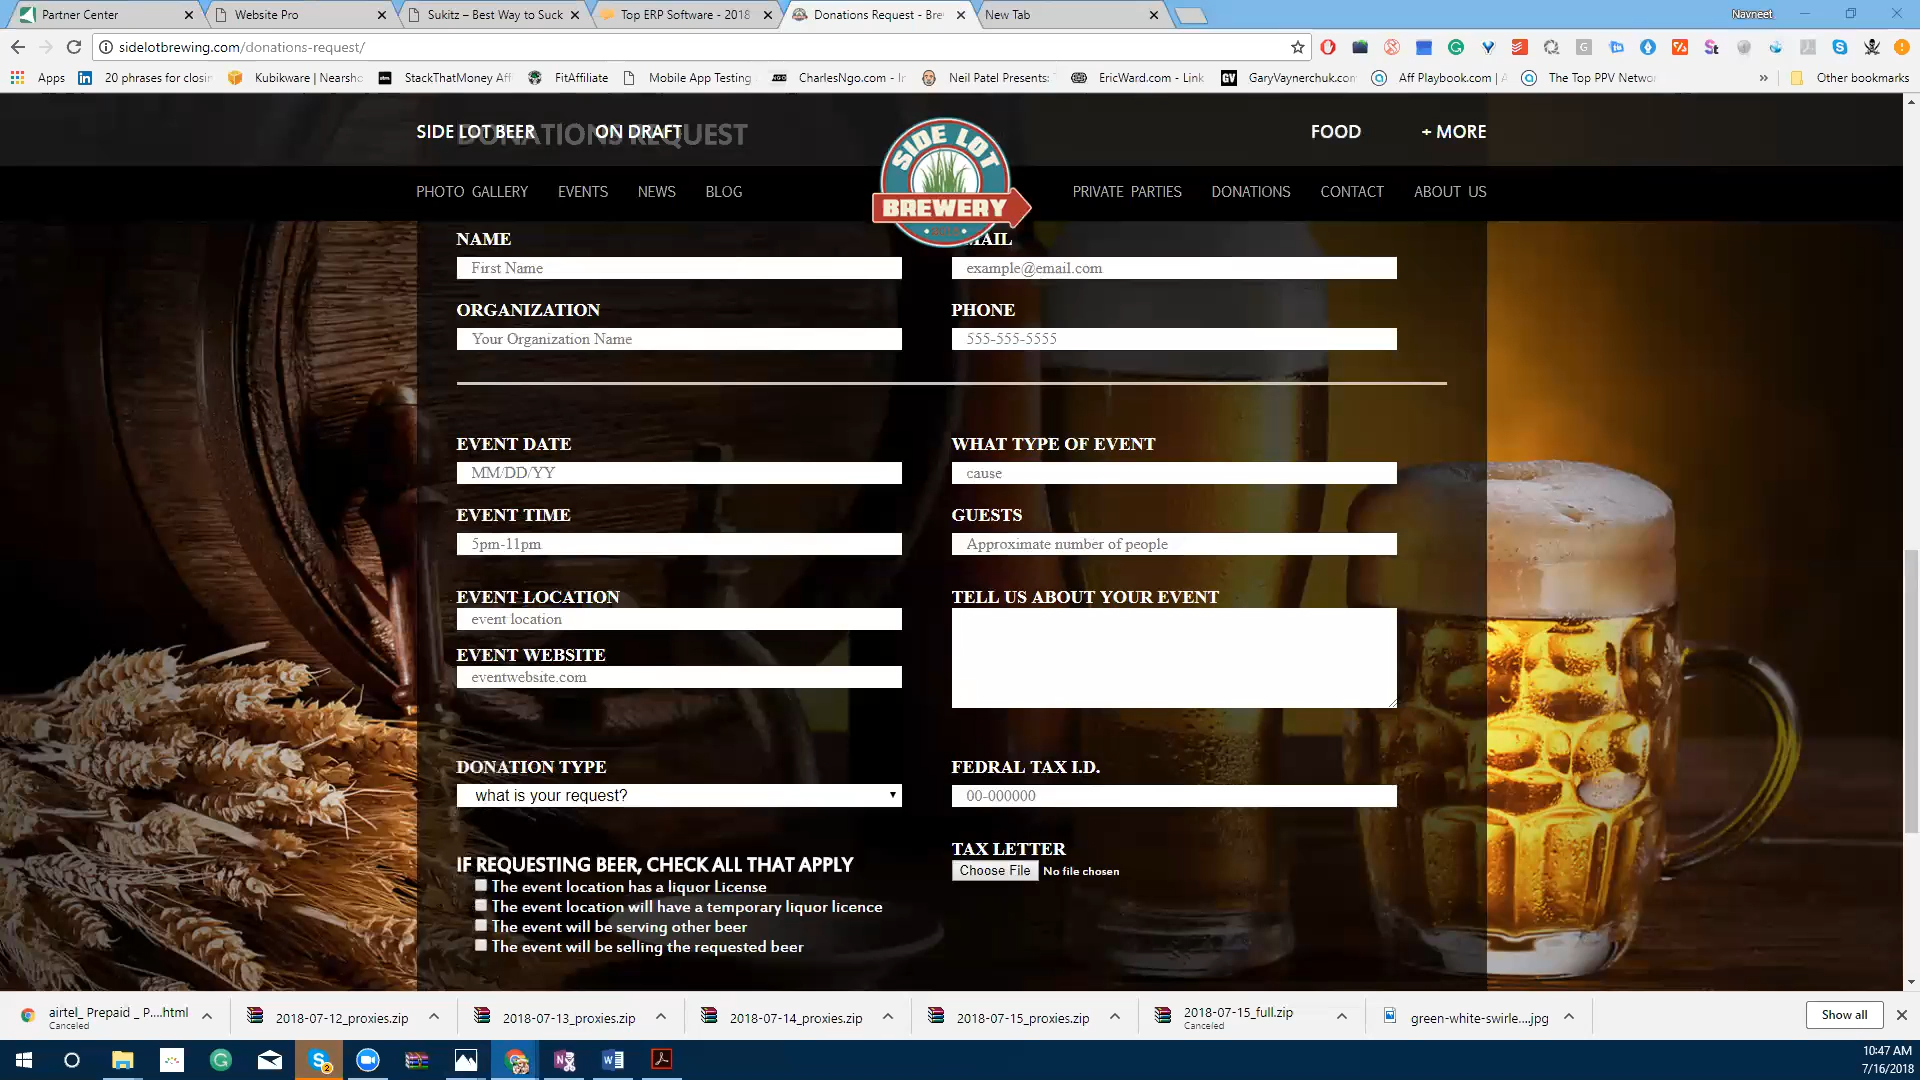 Partner Center
Website Pro
Sukitz – Best Way to Suck
Top ERP Software - 2018
Donations Request - Bre
New Tab
Navneet
sidelotbrewing.com/donations-request/
Apps
20 phrases for closin
Kubikware | Nearsho
StackThatMoney Aff
FitAffiliate
Mobile App Testing
CharlesNgo.com - Ir
Neil Patel Presents:
EricWard.com - Link
GaryVaynerchuk.com
Aff Playbook.com | A
The Top PPV Networ
»
Other bookmarks
DONATIONS REQUEST
SIDE LOT BEER
ON DRAFT
FOOD
+ MORE
SIDE LOT
BREWERY
PHOTO GALLERY
EVENTS
NEWS
BLOG
PRIVATE PARTIES
DONATIONS
CONTACT
ABOUT US
NAME
MAIL
First Name
example@email.com
ORGANIZATION
PHONE
Your Organization Name
555-555-5555
EVENT DATE
WHAT TYPE OF EVENT
MM/DD/YY
cause
EVENT TIME
GUESTS
5pm-11pm
Approximate number of people
EVENT LOCATION
TELL US ABOUT YOUR EVENT
event location
EVENT WEBSITE
eventwebsite.com
DONATION TYPE
FEDRAL TAX I.D.
what is your request?
00-000000
TAX LETTER
Choose File No file chosen
IF REQUESTING BEER, CHECK ALL THAT APPLY
The event location has a liquor License
The event location will have a temporary liquor licence
The event will be serving other beer
The event will be selling the requested beer
airtel_ Prepaid _ P....html
Canceled
2018-07-12_proxies.zip
2018-07-13_proxies.zip
2018-07-14_proxies.zip
2018-07-15_proxies.zip
2018-07-15_full.zip
Canceled
green-white-swirle....jpg
Show all
10:47 AM
7/16/2018